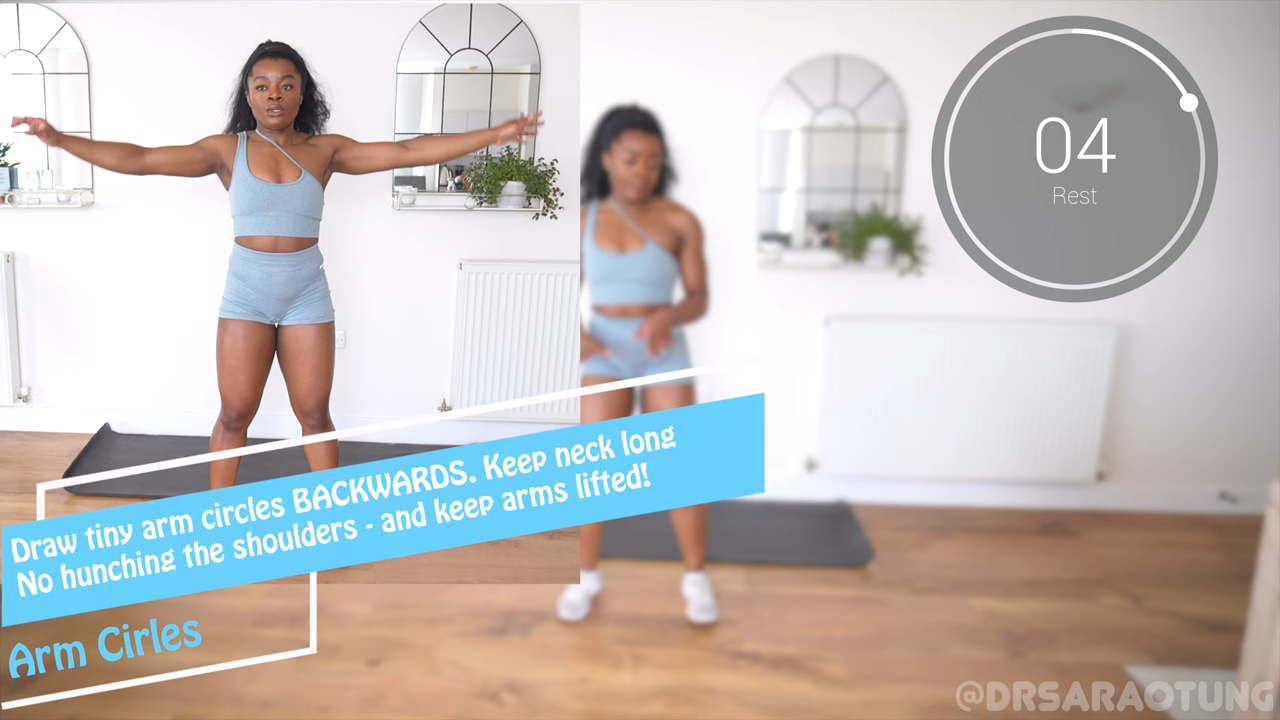 04
Rest
Draw tiny arm circles BACKWARDS. Keep neck long
No hunching the shoulders - and keep arms lifted!
Arm Cirles
@DRSARAOTUNG